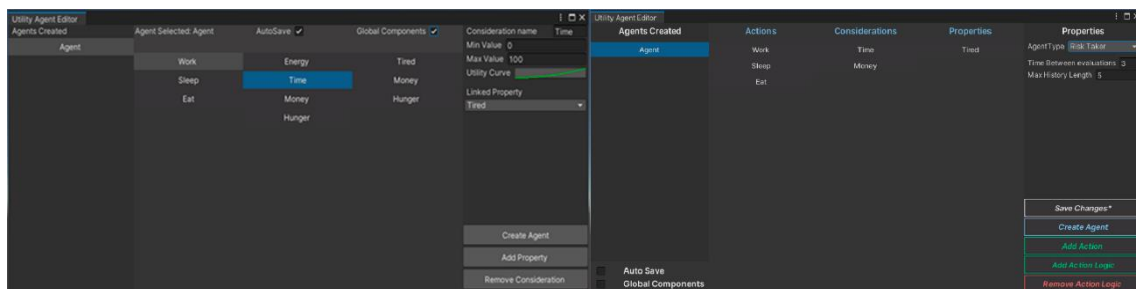 Utility Agent Editor
Agents Created Agent Selected: Agent AutoSave Global Components Consideration name Time
Agent Min Value 0
Work Energy Tired Max Value 100
Sleep Time Money Utility Curve
Eat Money Hunger Linked Property
Hunger Tired
Create Agent
Add Property
Remove Consideration
Utility Agent Editor
Agents Created Actions Considerations Properties Properties
Agent Work Time Tired AgentType Risk Taker
Sleep Money Time Between evaluations 3
Eat Max History Length 5
Save Changes*
Create Agent
Add Action
Add Action Logic
Remove Action Logic
Auto Save
Global Components